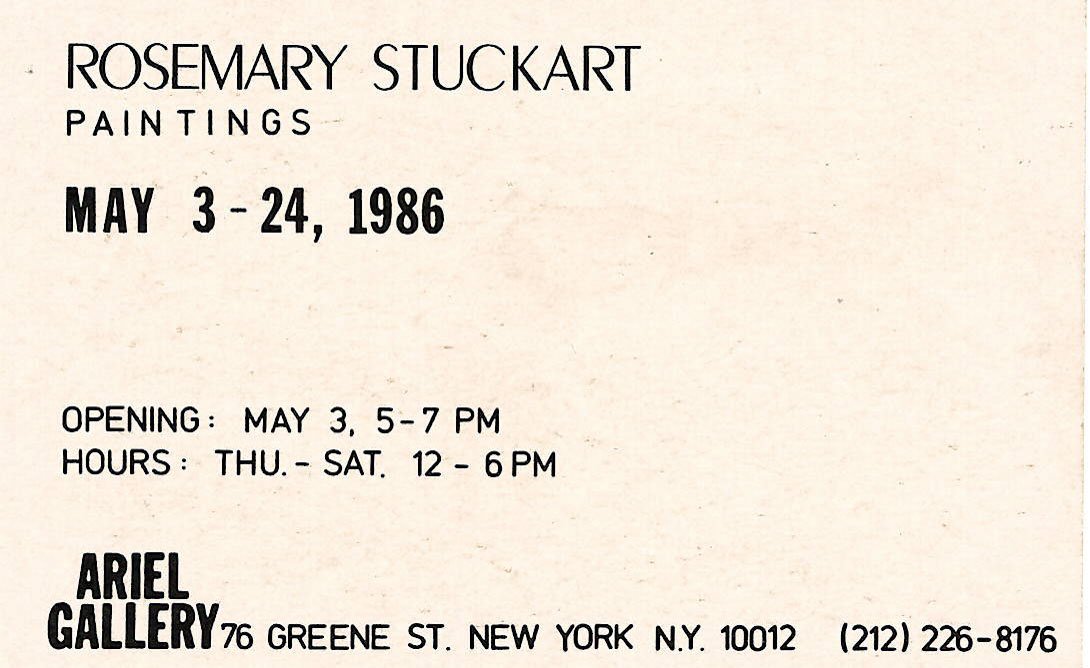 ROSEMARY STUCKART
PAINTINGS
MAY 3-24, 1986
OPENING: MAY 3, 5-7 PM
HOURS: THU.- SAT. 12 - 6 PM
ARIEL
GALLERY 76 GREENE ST. NEW YORK N.Y. 10012 (212) 226-8176